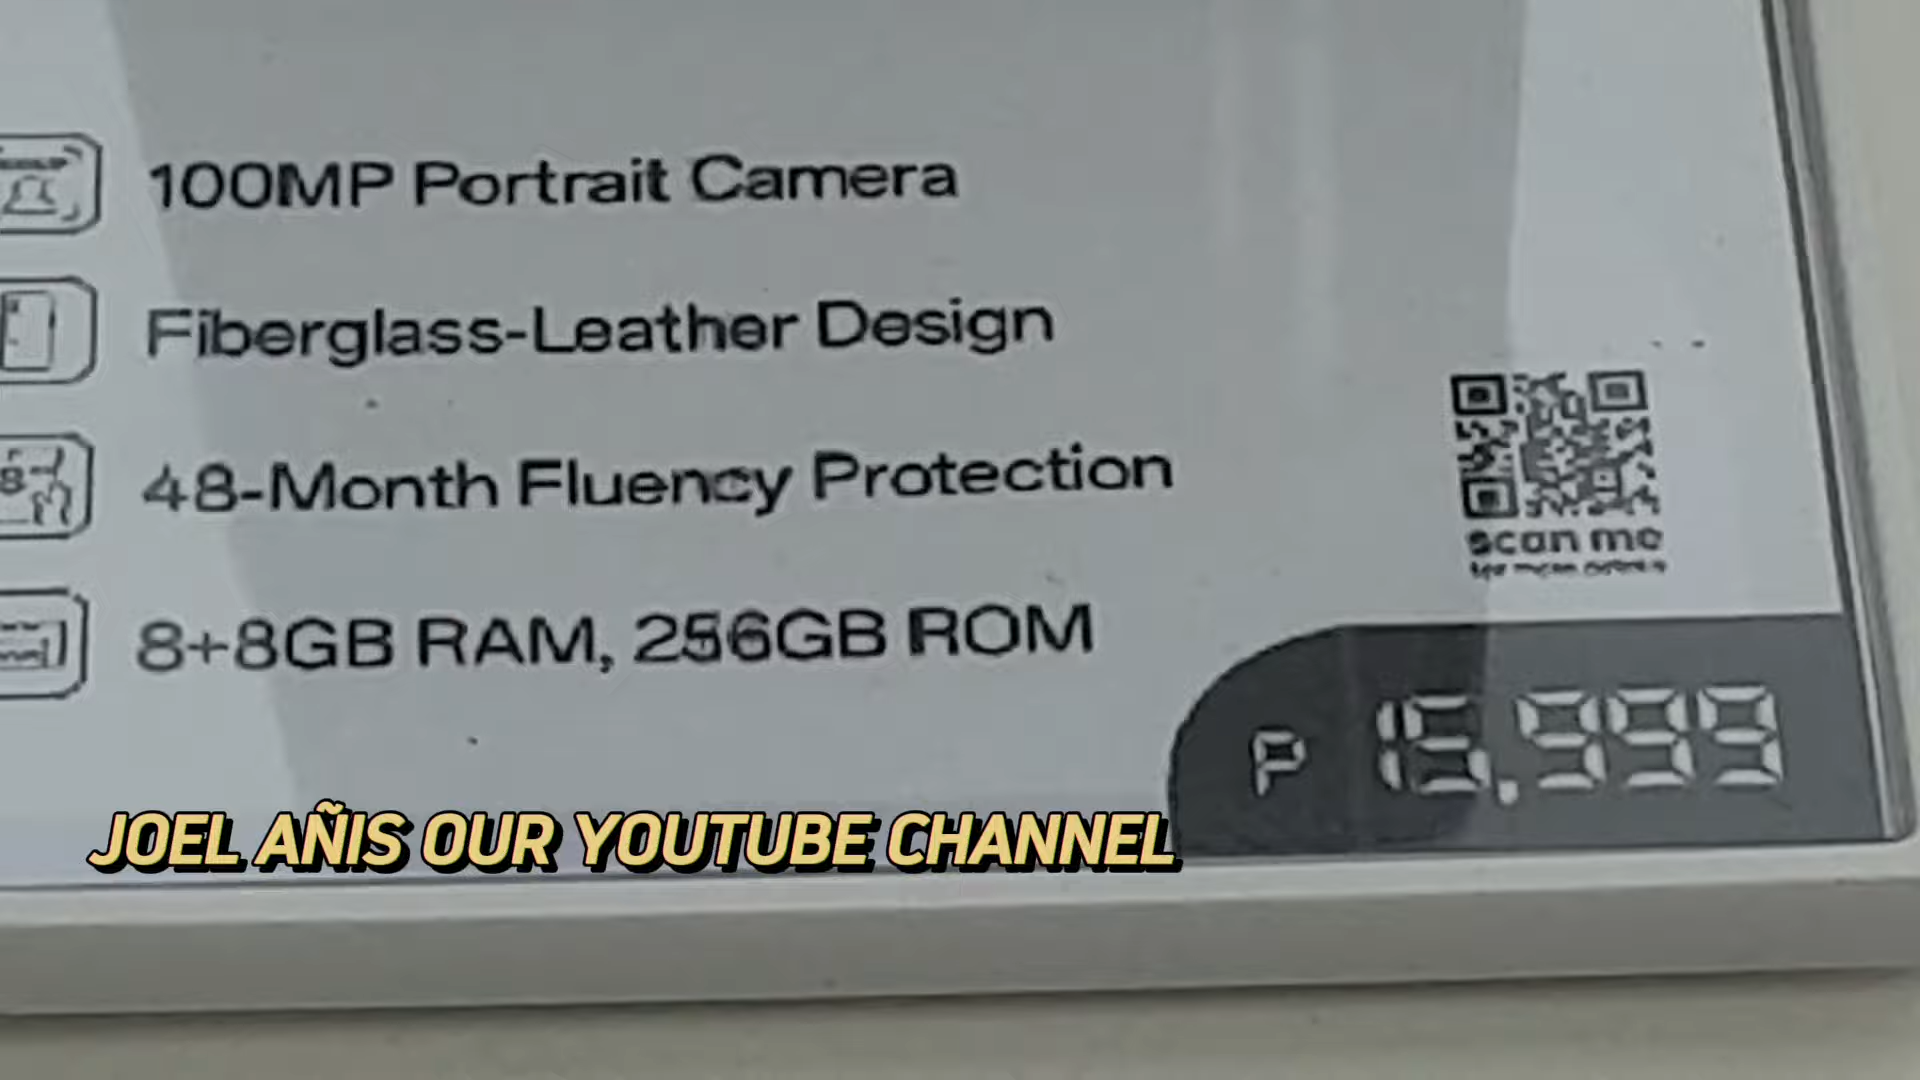 100MP Portrait Camera
Fiberglass-Leather Design
48-Month Fluency Protection
8+8GB RAM, 256GB ROM
scan me
P 15,999
JOEL AÑIS OUR YOUTUBE CHANNEL